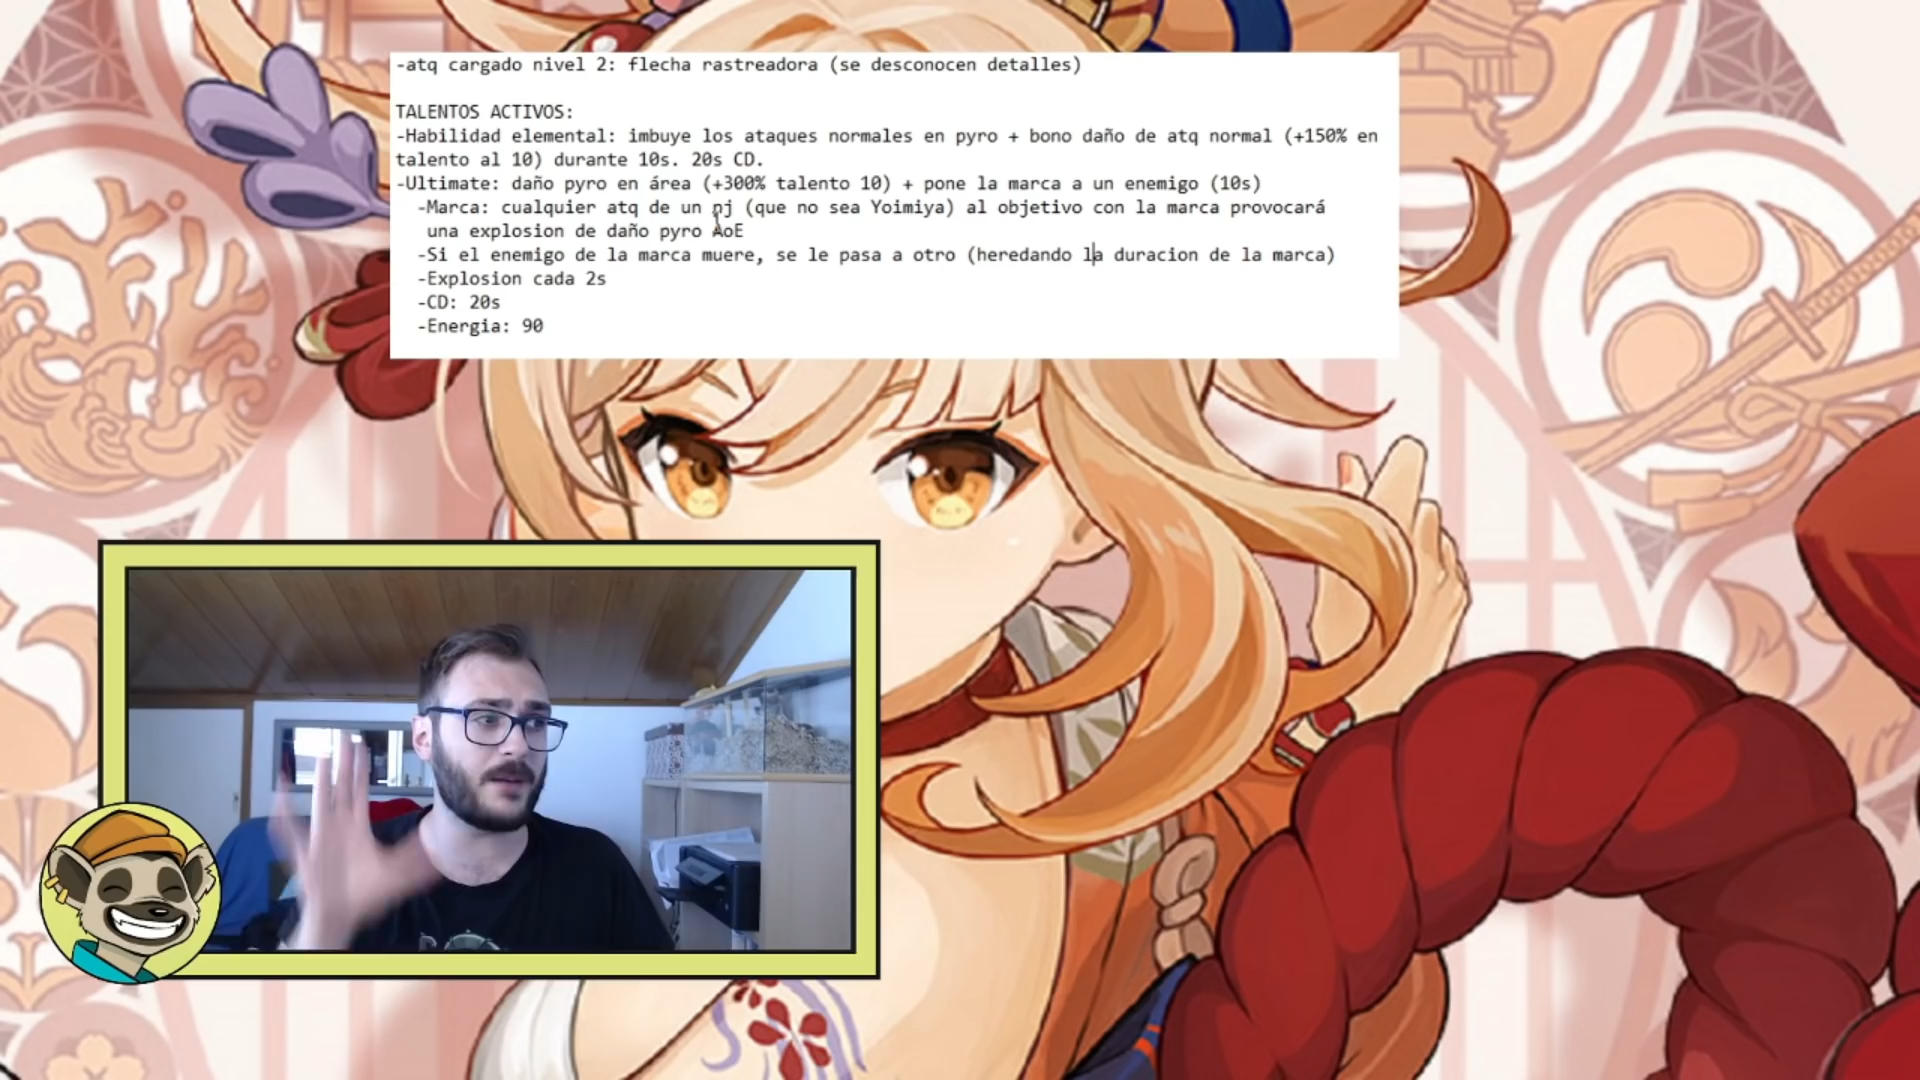 -atq cargado nivel 2: flecha rastreadora (se desconocen detalles)
TALENTOS ACTIVOS:
-Habilidad elemental: imbuye los ataques normales en pyro + bono daño de atq normal (+150% en
talento al 10) durante 10s. 20s CD.
-Ultimate: daño pyro en área (+300% talento 10) + pone la marca a un enemigo (10s)
-Marca: cualquier atq de un pj (que no sea Yoimiya) al objetivo con la marca provocará
una explosion de daño pyro AoE
-Si el enemigo de la marca muere, se le pasa a otro (heredando la duracion de la marca)
-Explosion cada 2s
-CD: 20s
-Energia: 90